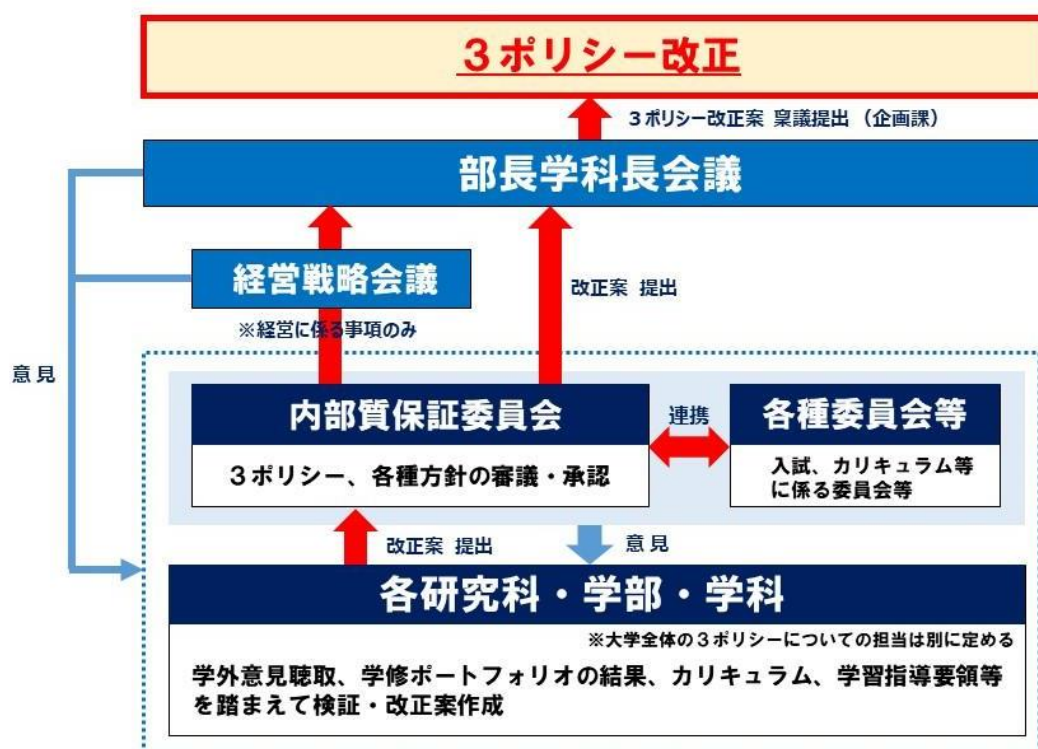 ３ポリシー改正
３ポリシー改正案 稟議提出 （企画課）
部長学科長会議
経営戦略会議
改正案 提出
※経営に係る事項のみ
意見
内部質保証委員会
連携
各種委員会等
３ポリシー、各種方針の審議・承認
入試、カリキュラム等
に係る委員会等
改正案 提出
意見
各研究科・学部・学科
※大学全体の３ポリシーについての担当は別に定める
学外意見聴取、学修ポートフォリオの結果、カリキュラム、学習指導要領等
を踏まえて検証・改正案作成